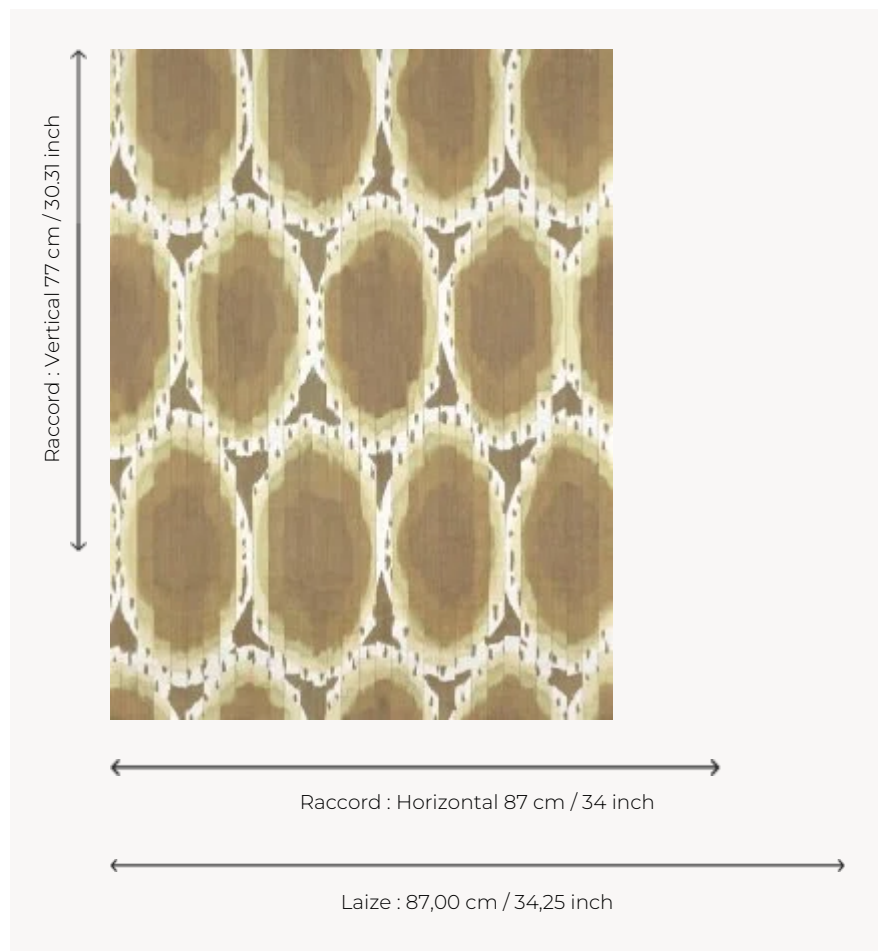 Raccord : Vertical 77 cm / 30.31 inch
Raccord : Horizontal 87 cm / 34 inch
Laize : 87,00 cm / 34,25 inch